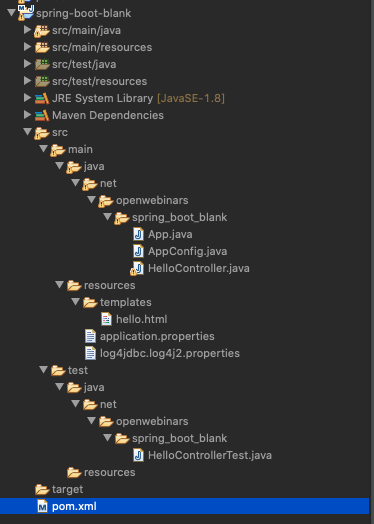 spring-boot-blank
src/main/java
src/main/resources
src/test/java
src/test/resources
JRE System Library [JavaSE-1.8]
Maven Dependencies
src
main
java
net
openwebinars
spring_boot_blank
App.java
AppConfig.java
HelloController.java
resources
templates
hello.html
application.properties
log4jdbc.log4j2.properties
test
java
net
openwebinars
spring_boot_blank
HelloControllerTest.java
resources
target
pom.xml